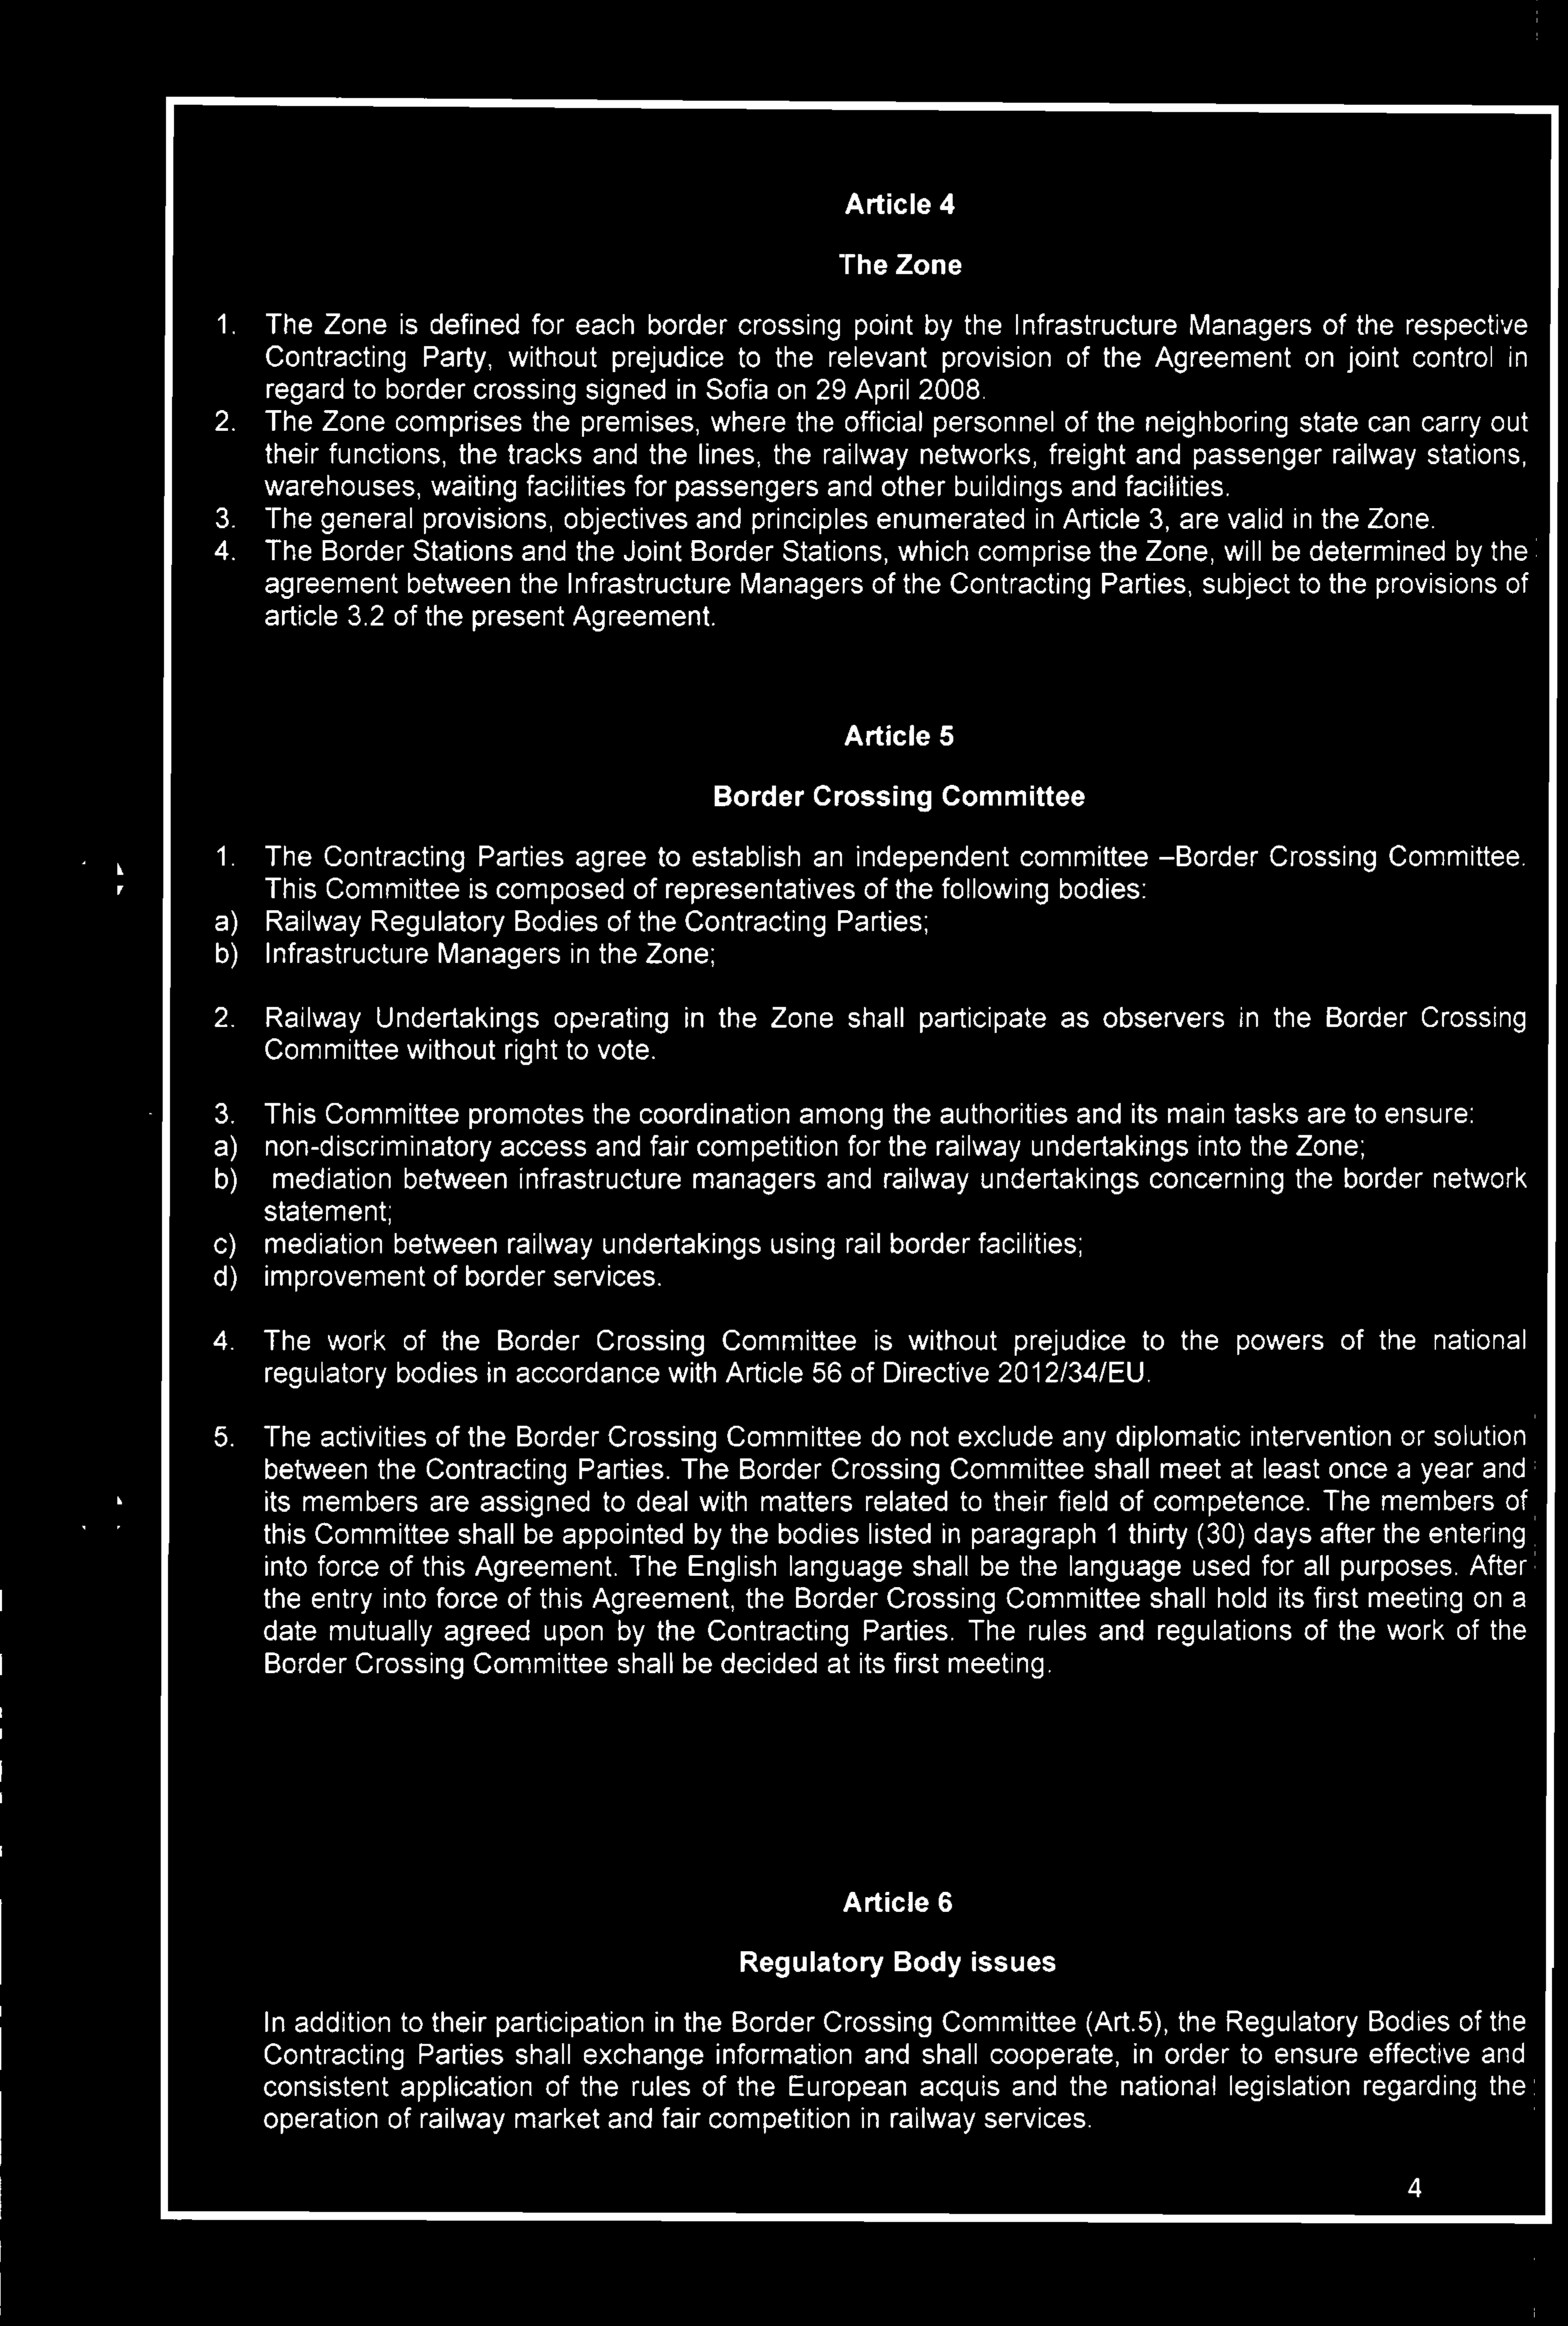 Article 4
The Zone
1. The Zone is defined for each border crossing point by the Infrastructure Managers of the respective
Contracting Party, without prejudice to the relevant provision of the Agreement on joint control in
regard to border crossing signed in Sofia on 29 April 2008.
2. The Zone comprises the premises, where the official personnel of the neighboring state can carry out
their functions, the tracks and the lines, the railway networks, freight and passenger railway stations,
warehouses, waiting facilities for passengers and other buildings and facilities.
3. The general provisions, objectives and principles enumerated in Article 3, are valid in the Zone.
4. The Border Stations and the Joint Border Stations, which comprise the Zone, will be determined by the
agreement between the Infrastructure Managers of the Contracting Parties, subject to the provisions of
article 3.2 of the present Agreement.
Article 5
Border Crossing Committee
1. The Contracting Parties agree to establish an independent committee –Border Crossing Committee.
This Committee is composed of representatives of the following bodies:
a) Railway Regulatory Bodies of the Contracting Parties;
b) Infrastructure Managers in the Zone;
2. Railway Undertakings operating in the Zone shall participate as observers in the Border Crossing
Committee without right to vote.
3. This Committee promotes the coordination among the authorities and its main tasks are to ensure:
a) non-discriminatory access and fair competition for the railway undertakings into the Zone;
b) mediation between infrastructure managers and railway undertakings concerning the border network
statement;
c) mediation between railway undertakings using rail border facilities;
d) improvement of border services.
4. The work of the Border Crossing Committee is without prejudice to the powers of the national
regulatory bodies in accordance with Article 56 of Directive 2012/34/EU.
5. The activities of the Border Crossing Committee do not exclude any diplomatic intervention or solution
between the Contracting Parties. The Border Crossing Committee shall meet at least once a year and
its members are assigned to deal with matters related to their field of competence. The members of
this Committee shall be appointed by the bodies listed in paragraph 1 thirty (30) days after the entering
into force of this Agreement. The English language shall be the language used for all purposes. After
the entry into force of this Agreement, the Border Crossing Committee shall hold its first meeting on a
date mutually agreed upon by the Contracting Parties. The rules and regulations of the work of the
Border Crossing Committee shall be decided at its first meeting.
Article 6
Regulatory Body issues
In addition to their participation in the Border Crossing Committee (Art.5), the Regulatory Bodies of the
Contracting Parties shall exchange information and shall cooperate, in order to ensure effective and
consistent application of the rules of the European acquis and the national legislation regarding the
operation of railway market and fair competition in railway services.
4